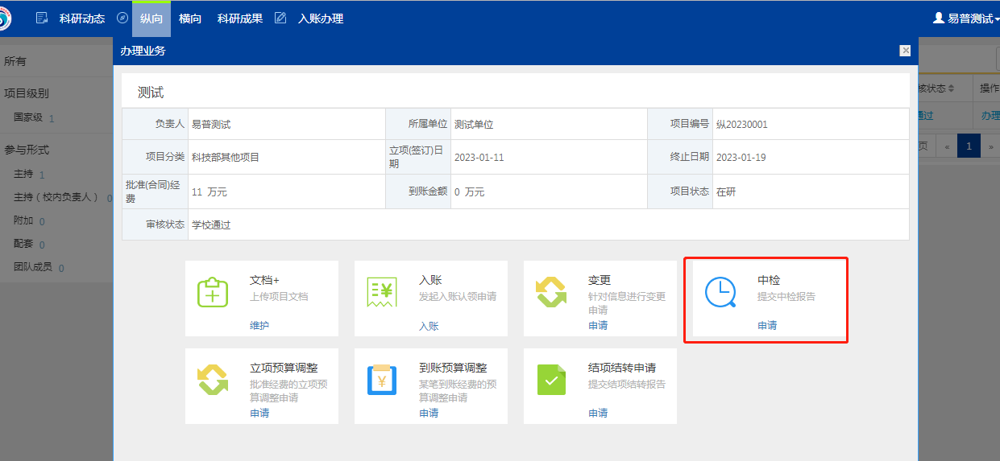 科研动态 纵向 横向 科研成果 入账办理 易普测试
办理业务
所有
项目级别
国家级 1
参与形式
主持 1
主持（校内负责人） 0
附加 0
配套 0
团队成员 0
测试
负责人 易普测试 所属单位 测试单位 项目编号 纵20230001
项目分类 科技部其他项目 立项(签订)日期 2023-01-11 终止日期 2023-01-19
批准(合同)经费 11 万元 到账金额 0 万元 项目状态 在研
审核状态 学校通过
文档+
上传项目文档
维护
入账
发起入账认领申请
入账
变更
针对信息进行变更
申请
申请
中检
提交中检报告
申请
立项预算调整
批准经费的立项预
算调整申请
申请
到账预算调整
某笔到账经费的预
算调整申请
申请
结项结转申请
提交结项结转报告
申请
核状态 操作
通过 办理
页 « 1 »